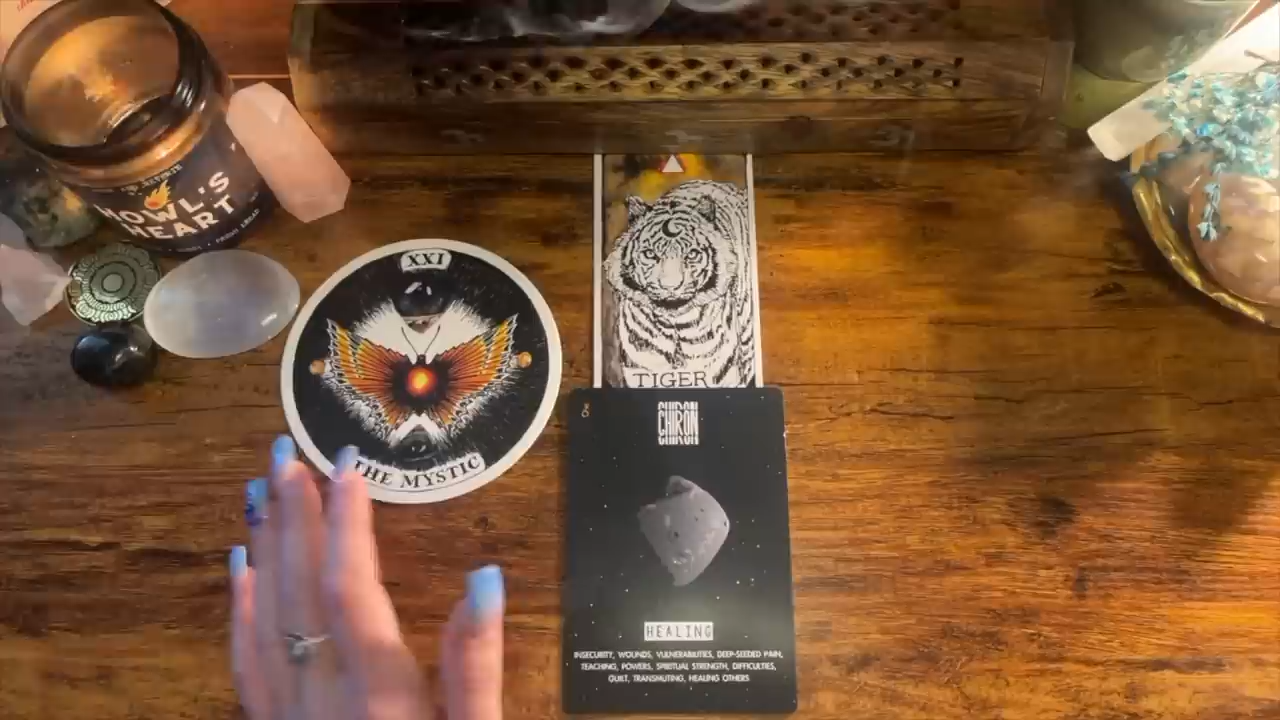 HOWL'S
HEART
XXI
THE MYSTIC
TIGER
CHIRON
HEALING
INSECURITY, WOUNDS, VULNERABILITIES, DEEP-SEEDED PAIN,
TEACHING, POWERS, SPIRITUAL STRENGTH, DIFFICULTIES,
GUILT, TRANSMUTING, HEALING OTHERS